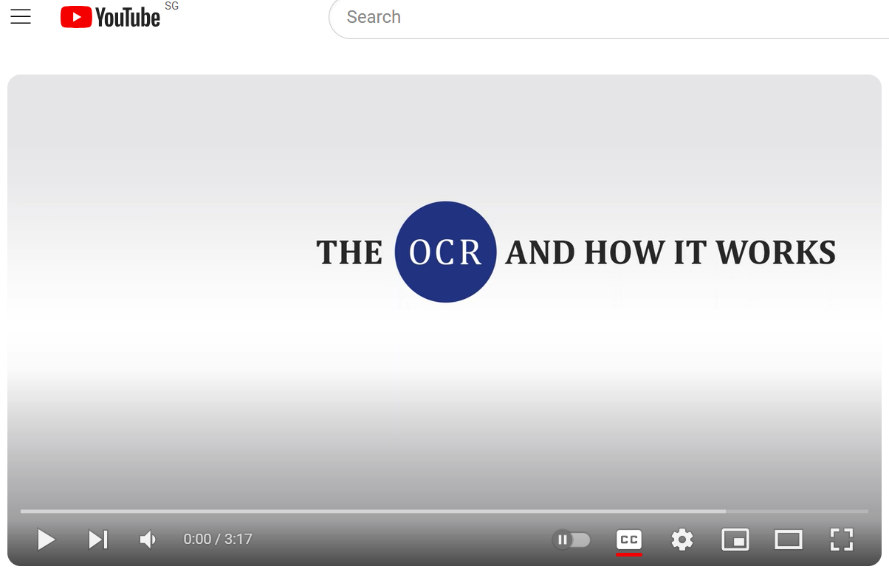 YouTube SG
Search
THE OCR AND HOW IT WORKS
0:00 / 3:17
CC